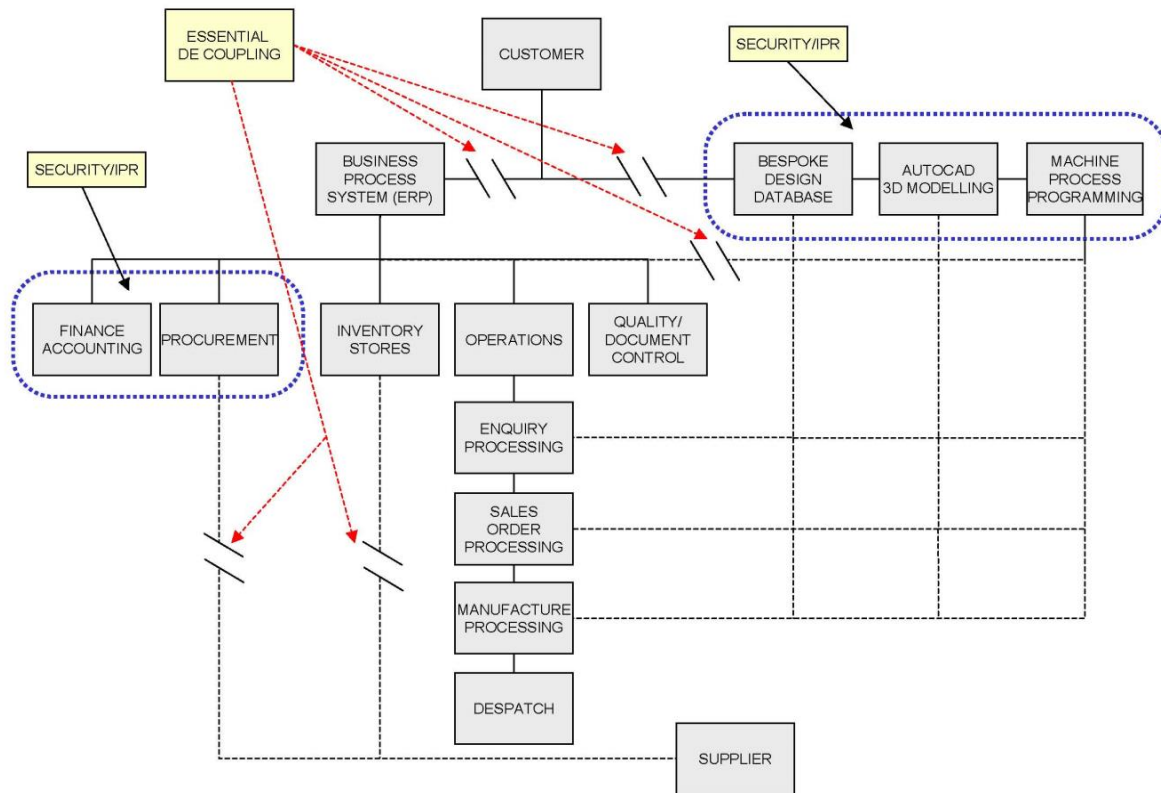 ESSENTIAL
DE COUPLING
CUSTOMER
SECURITY/IPR
SECURITY/IPR
BUSINESS
PROCESS
SYSTEM (ERP)
BESPOKE
DESIGN
DATABASE
AUTOCAD
3D MODELLING
MACHINE
PROCESS
PROGRAMMING
FINANCE
ACCOUNTING
PROCUREMENT
INVENTORY
STORES
OPERATIONS
QUALITY/
DOCUMENT
CONTROL
ENQUIRY
PROCESSING
SALES
ORDER
PROCESSING
MANUFACTURE
PROCESSING
DESPATCH
SUPPLIER